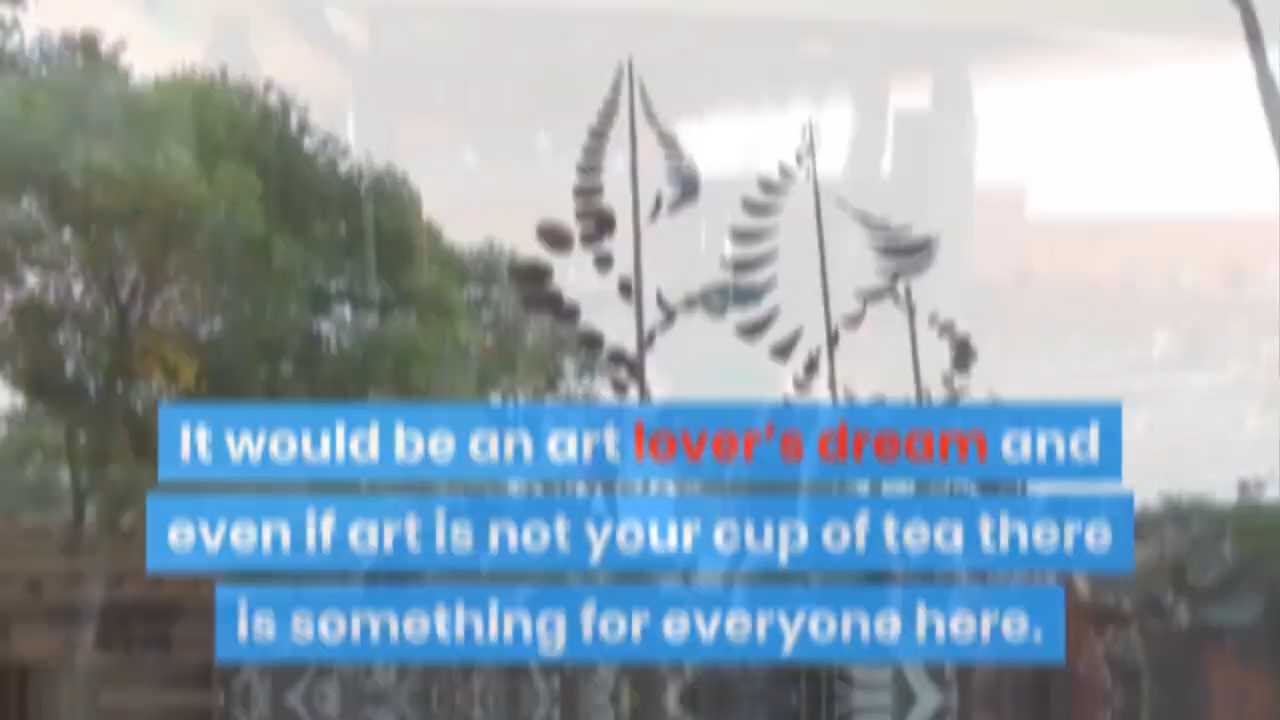 It would be an art lover's dream and
even if art is not your cup of tea there
is something for everyone here.